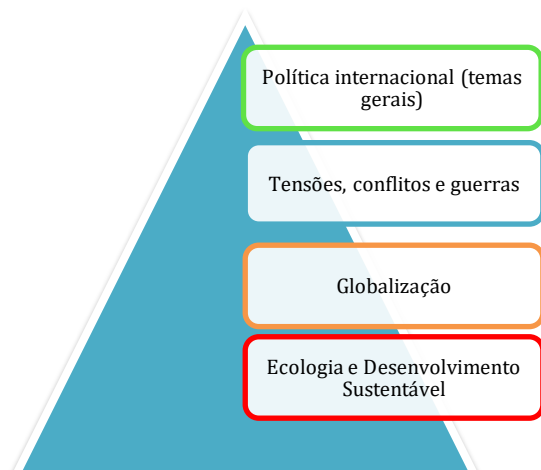 Política internacional (temas
gerais)
Tensões, conflitos e guerras
Globalização
Ecologia e Desenvolvimento
Sustentável